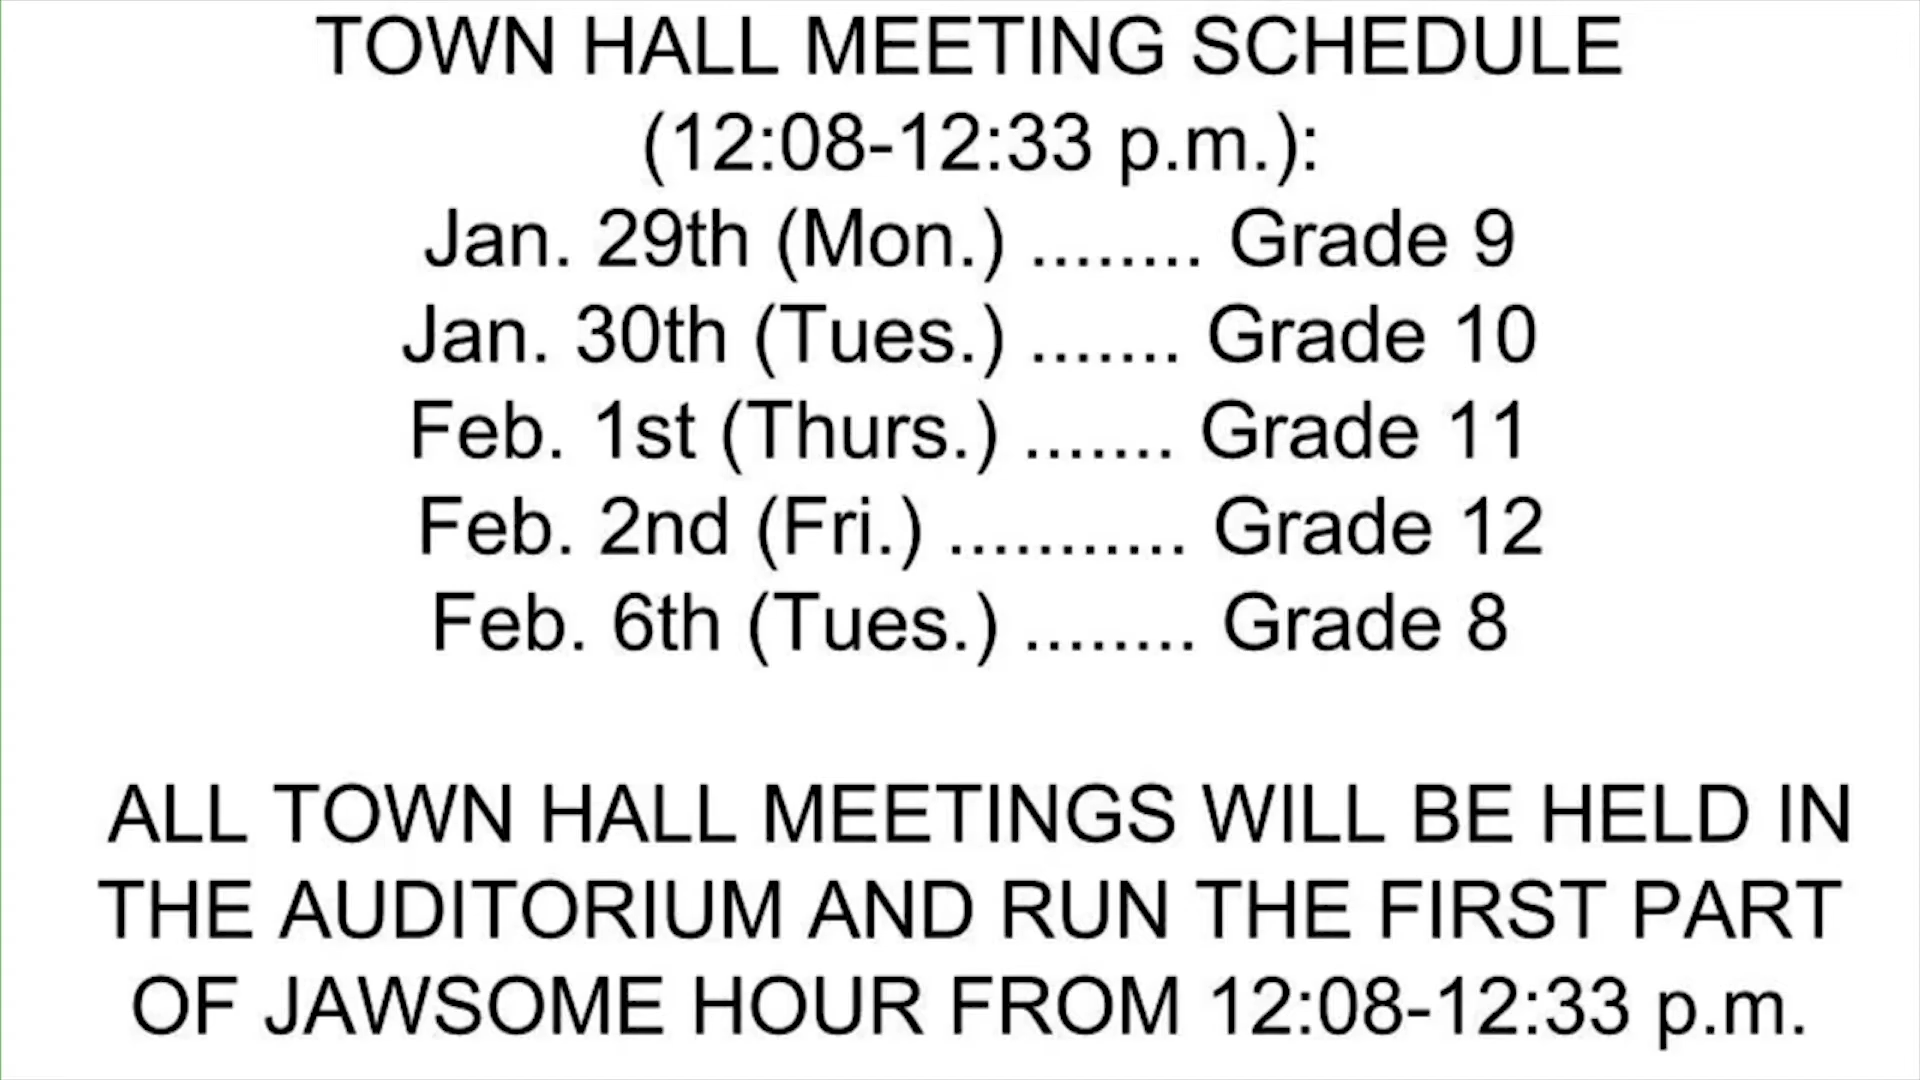 TOWN HALL MEETING SCHEDULE
(12:08-12:33 p.m.):
Jan. 29th (Mon.) ........ Grade 9
Jan. 30th (Tues.) ....... Grade 10
Feb. 1st (Thurs.) ....... Grade 11
Feb. 2nd (Fri.) ........... Grade 12
Feb. 6th (Tues.) ........ Grade 8
ALL TOWN HALL MEETINGS WILL BE HELD IN
THE AUDITORIUM AND RUN THE FIRST PART
OF JAWSOME HOUR FROM 12:08-12:33 p.m.